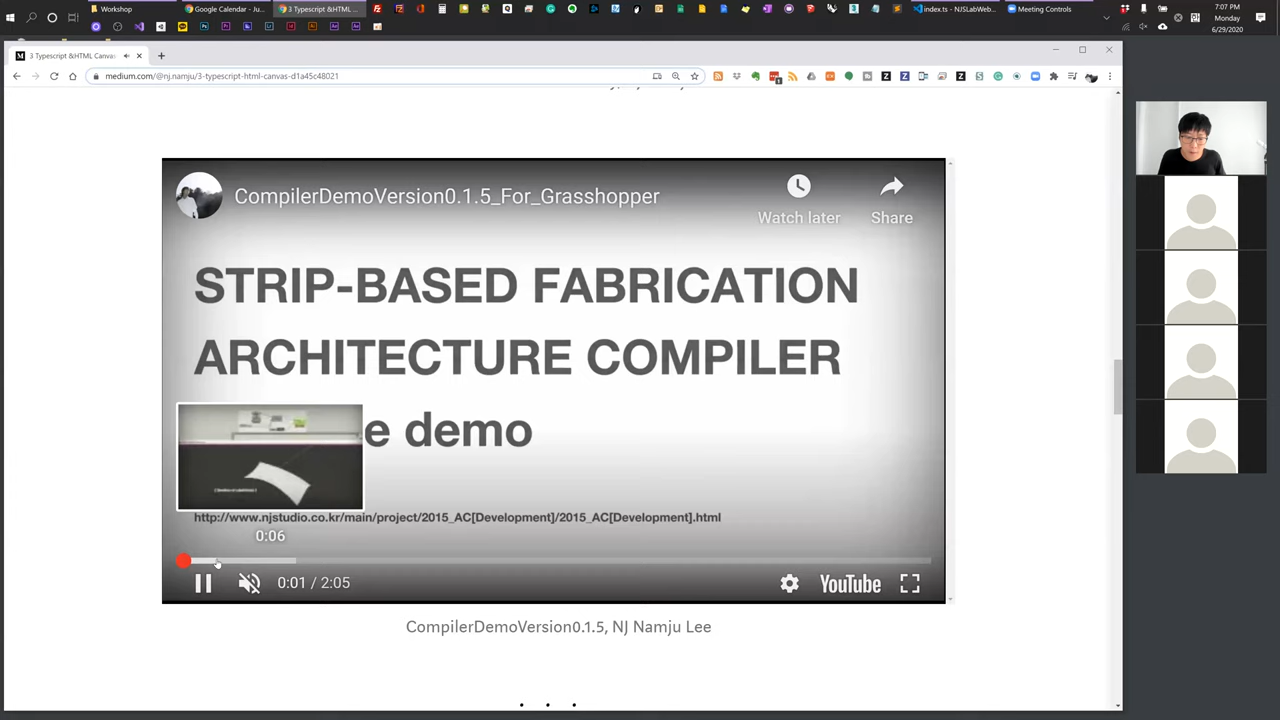 Workshop
Google Calendar - Ju...
3 Typescript &HTML ...
index.ts - NJSLabWeb...
Meeting Controls
7:07 PM
Monday
6/29/2020
3 Typescript &HTML Canvas
medium.com/@nj.namju/3-typescript-html-canvas-d1a45c48021
CompilerDemoVersion0.1.5_For_Grasshopper
Watch later
Share
STRIP-BASED FABRICATION
ARCHITECTURE COMPILER
e demo
http://www.njstudio.co.kr/main/project/2015_AC[Development]/2015_AC[Development].html
0:06
0:01 / 2:05
YouTube
CompilerDemoVersion0.1.5, NJ Namju Lee